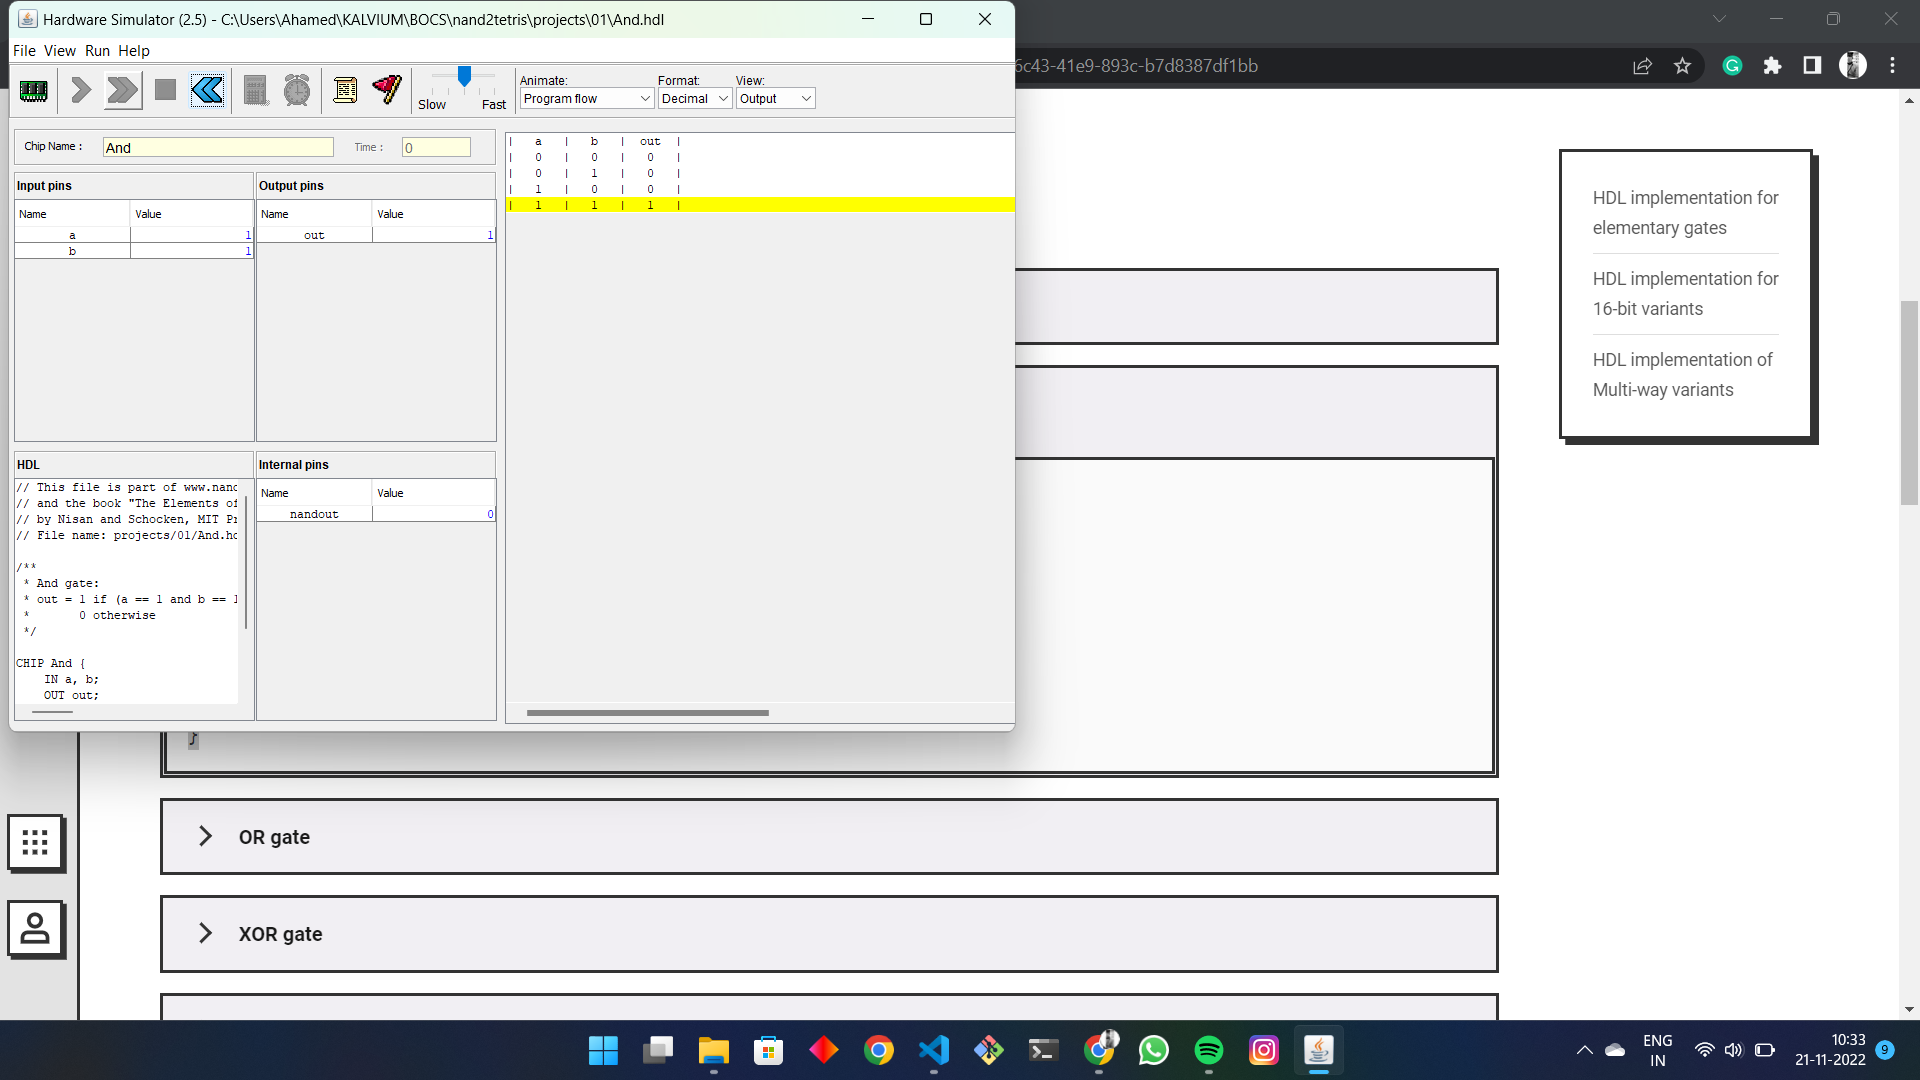 Hardware Simulator (2.5) - C:\Users\Ahamed\KALVIUM\BOCS\nand2tetris\projects\01\And.hdl
File View Run Help
Slow Fast
Animate: Format: View:
Program flow Decimal Output
Chip Name : And Time : 0
Input pins Output pins
Name Value Name Value
a 1 out 1
b 1
| a | b | out |
| 0 | 0 | 0 |
| 0 | 1 | 0 |
| 1 | 0 | 0 |
| 1 | 1 | 1 |
HDL
// This file is part of www.nand
// and the book "The Elements of
// by Nisan and Schocken, MIT Pr
// File name: projects/01/And.hd
/**
* And gate:
* out = 1 if (a == 1 and b == 1
* 0 otherwise
*/
CHIP And {
IN a, b;
OUT out;
Internal pins
Name Value
nandout 0
6c43-41e9-893c-b7d8387df1bb
HDL implementation for
elementary gates
HDL implementation for
16-bit variants
HDL implementation of
Multi-way variants
}
OR gate
XOR gate
ENG
IN
10:33
21-11-2022
9